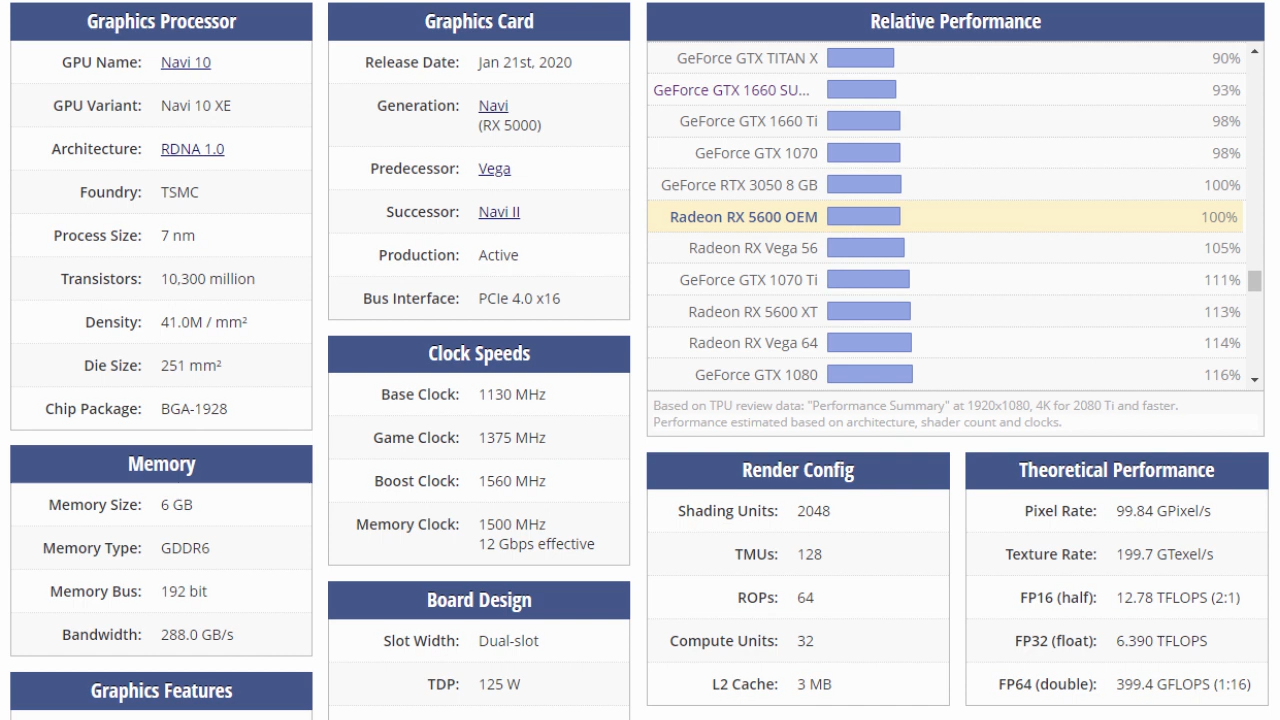 Graphics Processor
GPU Name: Navi 10
GPU Variant: Navi 10 XE
Architecture: RDNA 1.0
Foundry: TSMC
Process Size: 7 nm
Transistors: 10,300 million
Density: 41.0M / mm²
Die Size: 251 mm²
Chip Package: BGA-1928
Memory
Memory Size: 6 GB
Memory Type: GDDR6
Memory Bus: 192 bit
Bandwidth: 288.0 GB/s
Graphics Features
Graphics Card
Release Date: Jan 21st, 2020
Generation: Navi
(RX 5000)
Predecessor: Vega
Successor: Navi II
Production: Active
Bus Interface: PCIe 4.0 x16
Clock Speeds
Base Clock: 1130 MHz
Game Clock: 1375 MHz
Boost Clock: 1560 MHz
Memory Clock: 1500 MHz
12 Gbps effective
Board Design
Slot Width: Dual-slot
TDP: 125 W
Relative Performance
GeForce GTX TITAN X 90%
GeForce GTX 1660 SU... 93%
GeForce GTX 1660 Ti 98%
GeForce GTX 1070 98%
GeForce RTX 3050 8 GB 100%
Radeon RX 5600 OEM 100%
Radeon RX Vega 56 105%
GeForce GTX 1070 Ti 111%
Radeon RX 5600 XT 113%
Radeon RX Vega 64 114%
GeForce GTX 1080 116%
Based on TPU review data: "Performance Summary" at 1920x1080, 4K for 2080 Ti and faster.
Performance estimated based on architecture, shader count and clocks.
Render Config
Shading Units: 2048
TMUs: 128
ROPs: 64
Compute Units: 32
L2 Cache: 3 MB
Theoretical Performance
Pixel Rate: 99.84 GPixel/s
Texture Rate: 199.7 GTexel/s
FP16 (half): 12.78 TFLOPS (2:1)
FP32 (float): 6.390 TFLOPS
FP64 (double): 399.4 GFLOPS (1:16)